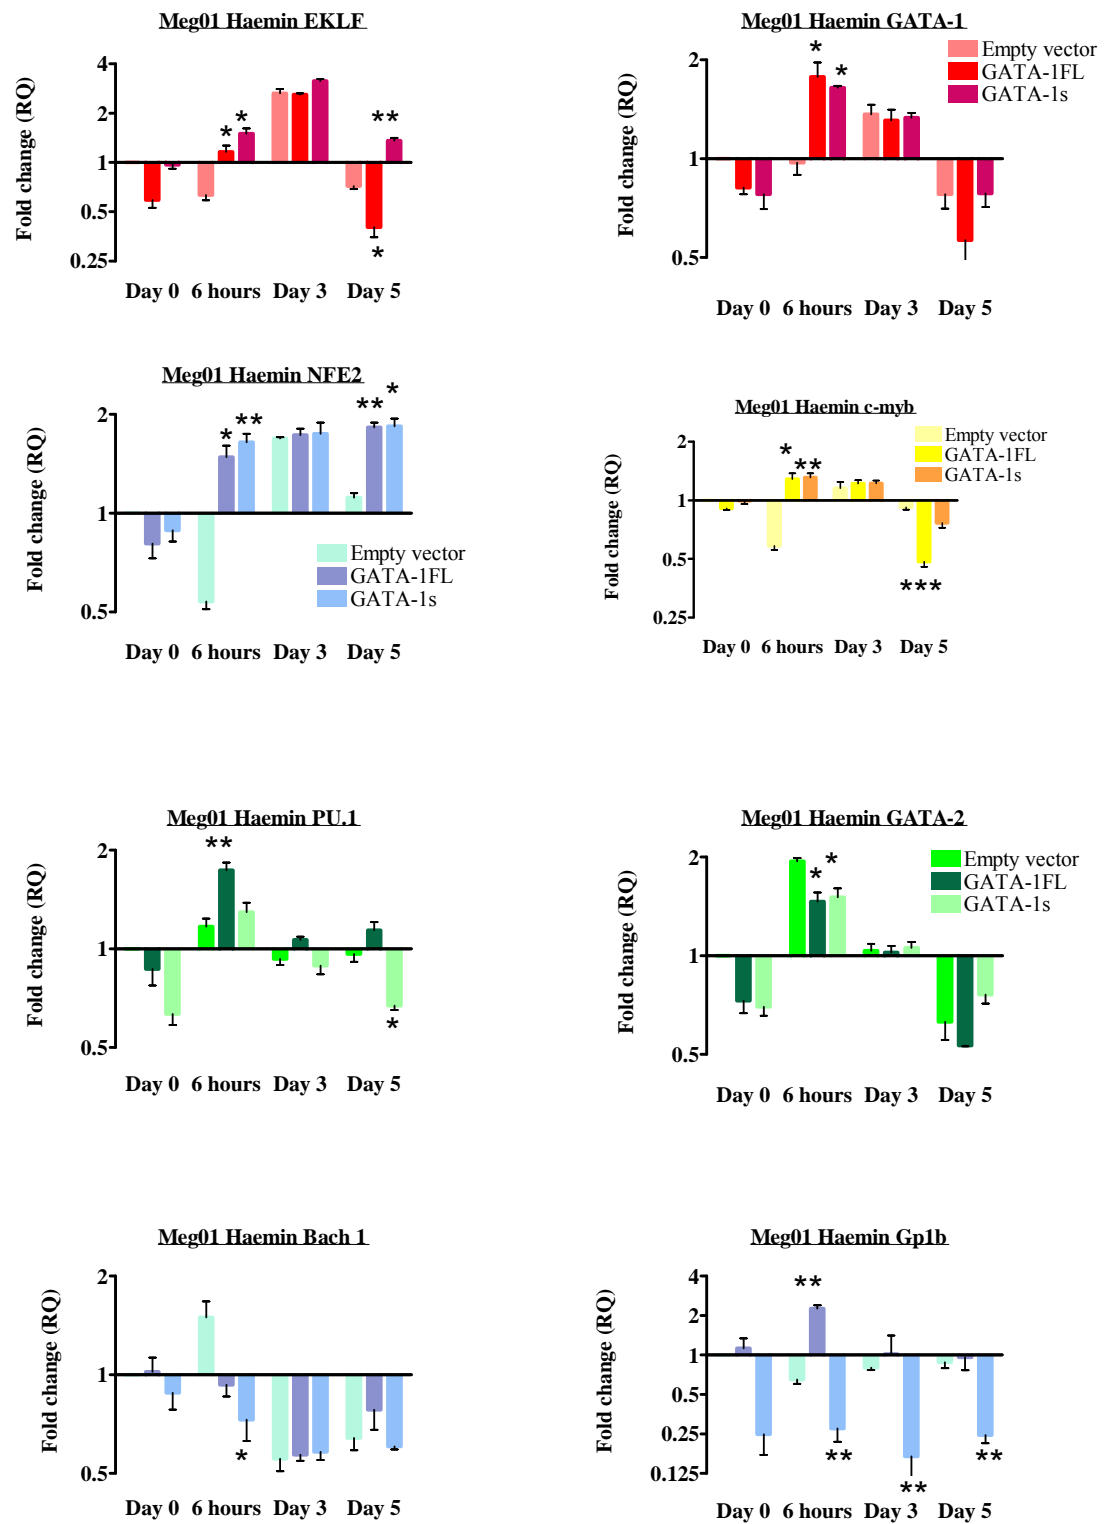 Meg01 Haemin EKLF
Fold change (RQ)
4
2
1
0.5
0.25
* * **
*
Day 0 6 hours Day 3 Day 5
Meg01 Haemin GATA-1
Fold change (RQ)
2
1
0.5
* *
Empty vector
GATA-1FL
GATA-1s
Day 0 6 hours Day 3 Day 5
Meg01 Haemin NFE2
Fold change (RQ)
2
1
0.5
* ** ** *
Empty vector
GATA-1FL
GATA-1s
Day 0 6 hours Day 3 Day 5
Meg01 Haemin c-myb
Fold change (RQ)
2
1
0.5
0.25
* **
***
Empty vector
GATA-1FL
GATA-1s
Day 0 6 hours Day 3 Day 5
Meg01 Haemin PU.1
Fold change (RQ)
2
1
0.5
**
*
Day 0 6 hours Day 3 Day 5
Meg01 Haemin GATA-2
Fold change (RQ)
2
1
0.5
* *
Empty vector
GATA-1FL
GATA-1s
Day 0 6 hours Day 3 Day 5
Meg01 Haemin Bach 1
Fold change (RQ)
2
1
0.5
*
Day 0 6 hours Day 3 Day 5
Meg01 Haemin Gp1b
Fold change (RQ)
4
2
1
0.5
0.25
0.125
**
** ** **
Day 0 6 hours Day 3 Day 5